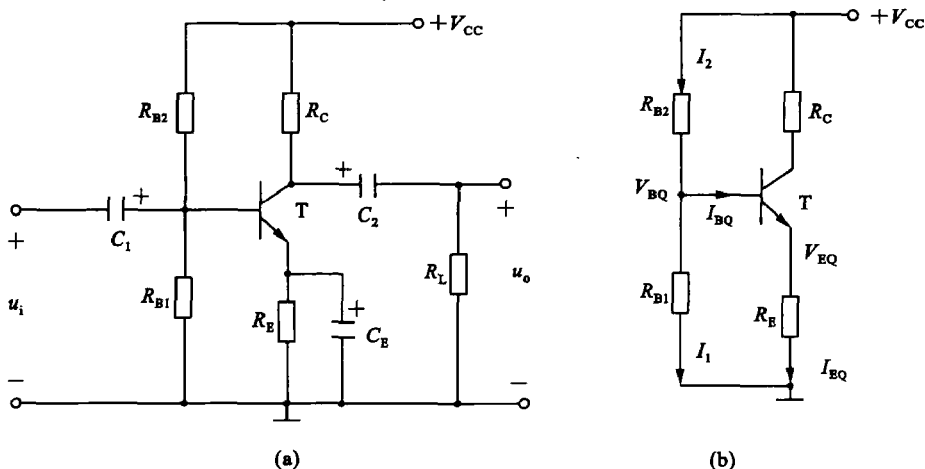 +V_CC
R_B2
R_C
+
+
T
C_1
C_2
+
+
u_i
R_B1
R_E
+
C_E
R_L
u_o
−
−
(a)
+V_CC
I_2
R_B2
R_C
V_BQ
I_BQ
T
V_EQ
R_B1
R_E
I_1
I_EQ
(b)